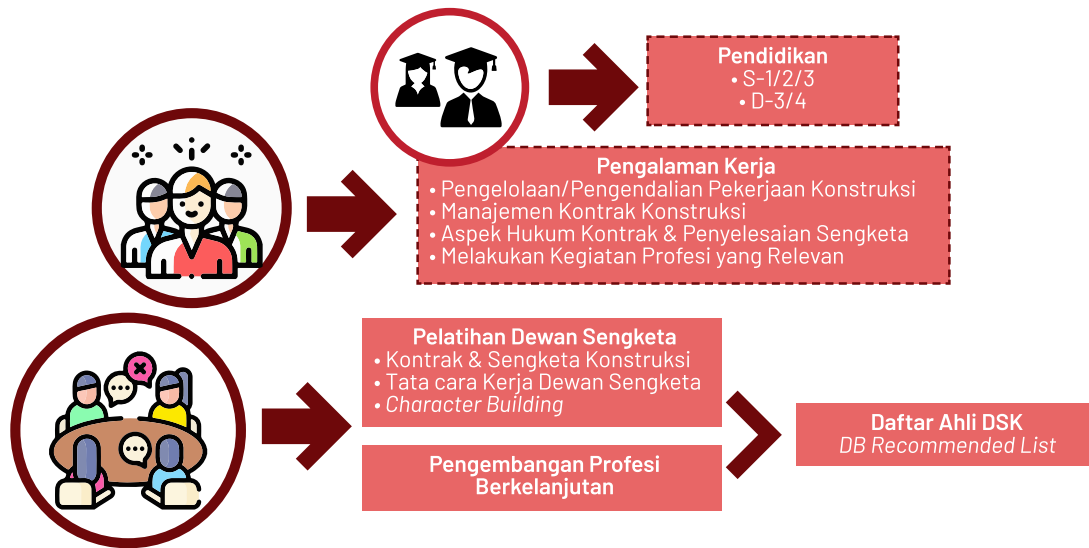 Pendidikan
• S-1/2/3
• D-3/4
Pengalaman Kerja
• Pengelolaan/Pengendalian Pekerjaan Konstruksi
• Manajemen Kontrak Konstruksi
• Aspek Hukum Kontrak & Penyelesaian Sengketa
• Melakukan Kegiatan Profesi yang Relevan
Pelatihan Dewan Sengketa
• Kontrak & Sengketa Konstruksi
• Tata cara Kerja Dewan Sengketa
• Character Building
Pengembangan Profesi
Berkelanjutan
Daftar Ahli DSK
DB Recommended List